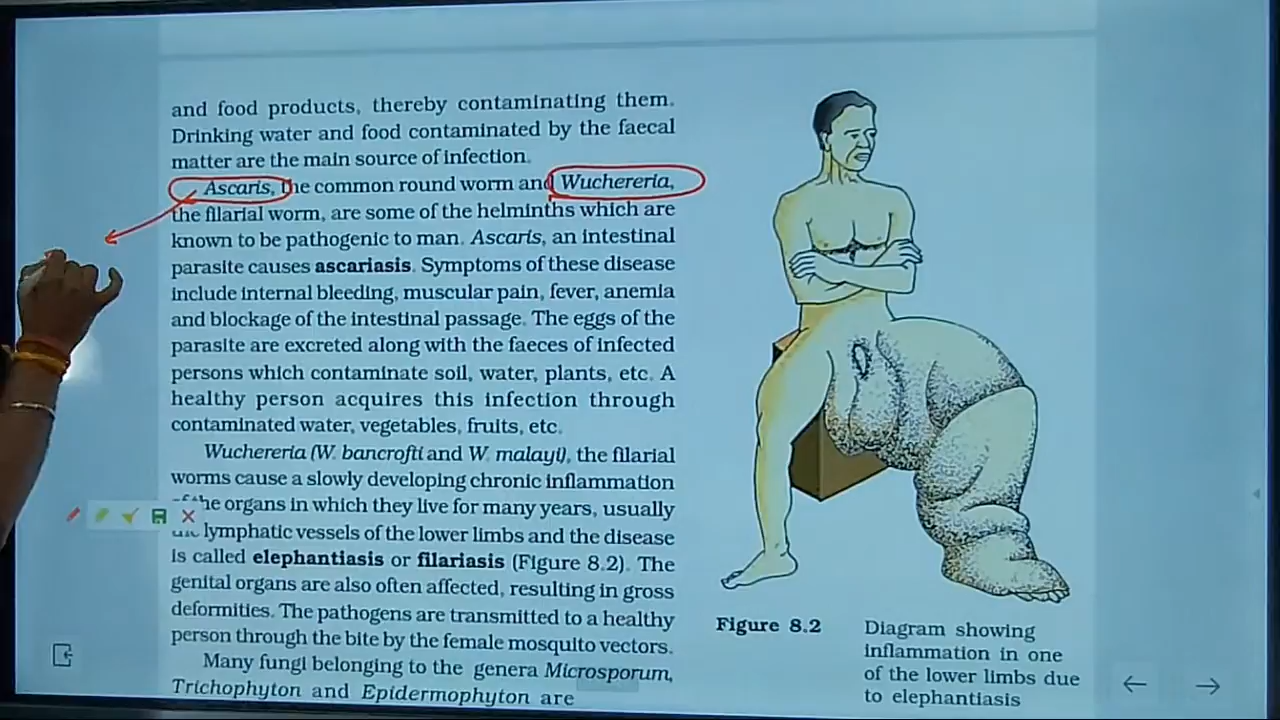 and food products, thereby contaminating them.
Drinking water and food contaminated by the faecal
matter are the main source of infection.
Ascaris, the common round worm and Wuchereria,
the filarial worm, are some of the helminths which are
known to be pathogenic to man. Ascaris, an intestinal
parasite causes ascariasis. Symptoms of these disease
include internal bleeding, muscular pain, fever, anemia
and blockage of the intestinal passage. The eggs of the
parasite are excreted along with the faeces of infected
persons which contaminate soil, water, plants, etc. A
healthy person acquires this infection through
contaminated water, vegetables, fruits, etc.
Wuchereria (W. bancrofti and W. malayi), the filarial
worms cause a slowly developing chronic inflammation
of the organs in which they live for many years, usually
the lymphatic vessels of the lower limbs and the disease
is called elephantiasis or filariasis (Figure 8.2). The
genital organs are also often affected, resulting in gross
deformities. The pathogens are transmitted to a healthy
person through the bite by the female mosquito vectors.
Many fungi belonging to the genera Microsporum,
Trichophyton and Epidermophyton are
Figure 8.2
Diagram showing
inflammation in one
of the lower limbs due
to elephantiasis